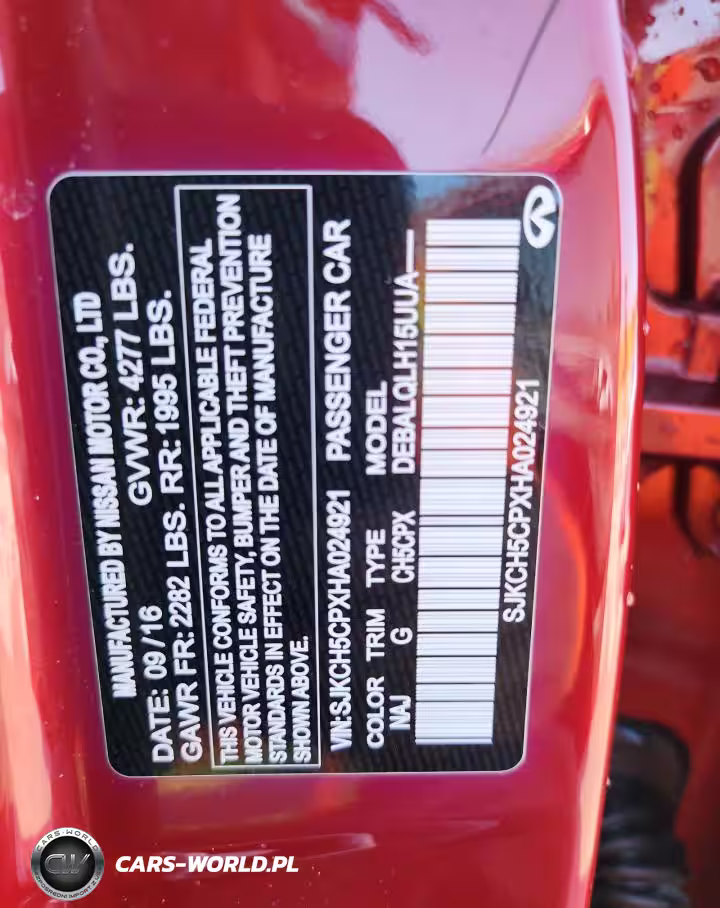 MANUFACTURED BY NISSAN MOTOR CO., LTD
DATE: 09/16 GVWR: 4277 LBS.
GAWR FR: 2282 LBS. RR: 1995 LBS.
THIS VEHICLE CONFORMS TO ALL APPLICABLE FEDERAL
MOTOR VEHICLE SAFETY, BUMPER AND THEFT PREVENTION
STANDARDS IN EFFECT ON THE DATE OF MANUFACTURE
SHOWN ABOVE.
VIN: SJKCH5CPXHA024921 PASSENGER CAR
COLOR TRIM TYPE MODEL
NAJ G CH5CPX DEBALQLH15UUA—
SJKCH5CPXHA024921
CARS-WORLD
CW
CARS-WORLD.PL